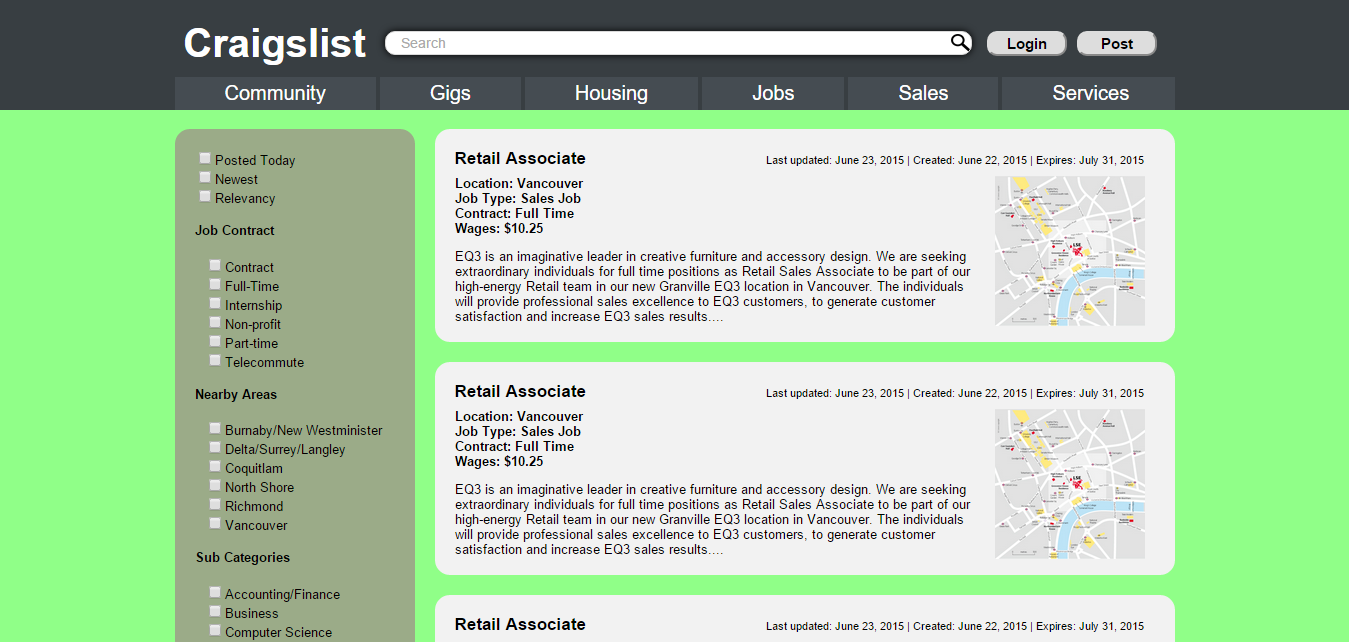 Craigslist
Search
Login
Post
Community
Gigs
Housing
Jobs
Sales
Services
Posted Today
Newest
Relevancy
Job Contract
Contract
Full-Time
Internship
Non-profit
Part-time
Telecommute
Nearby Areas
Burnaby/New Westminister
Delta/Surrey/Langley
Coquitlam
North Shore
Richmond
Vancouver
Sub Categories
Accounting/Finance
Business
Computer Science
Retail Associate
Last updated: June 23, 2015 | Created: June 22, 2015 | Expires: July 31, 2015
Location: Vancouver
Job Type: Sales Job
Contract: Full Time
Wages: $10.25
EQ3 is an imaginative leader in creative furniture and accessory design. We are seeking
extraordinary individuals for full time positions as Retail Sales Associate to be part of our
high-energy Retail team in our new Granville EQ3 location in Vancouver. The individuals
will provide professional sales excellence to EQ3 customers, to generate customer
satisfaction and increase EQ3 sales results....
LSE
Retail Associate
Last updated: June 23, 2015 | Created: June 22, 2015 | Expires: July 31, 2015
Location: Vancouver
Job Type: Sales Job
Contract: Full Time
Wages: $10.25
EQ3 is an imaginative leader in creative furniture and accessory design. We are seeking
extraordinary individuals for full time positions as Retail Sales Associate to be part of our
high-energy Retail team in our new Granville EQ3 location in Vancouver. The individuals
will provide professional sales excellence to EQ3 customers, to generate customer
satisfaction and increase EQ3 sales results....
LSE
Retail Associate
Last updated: June 23, 2015 | Created: June 22, 2015 | Expires: July 31, 2015